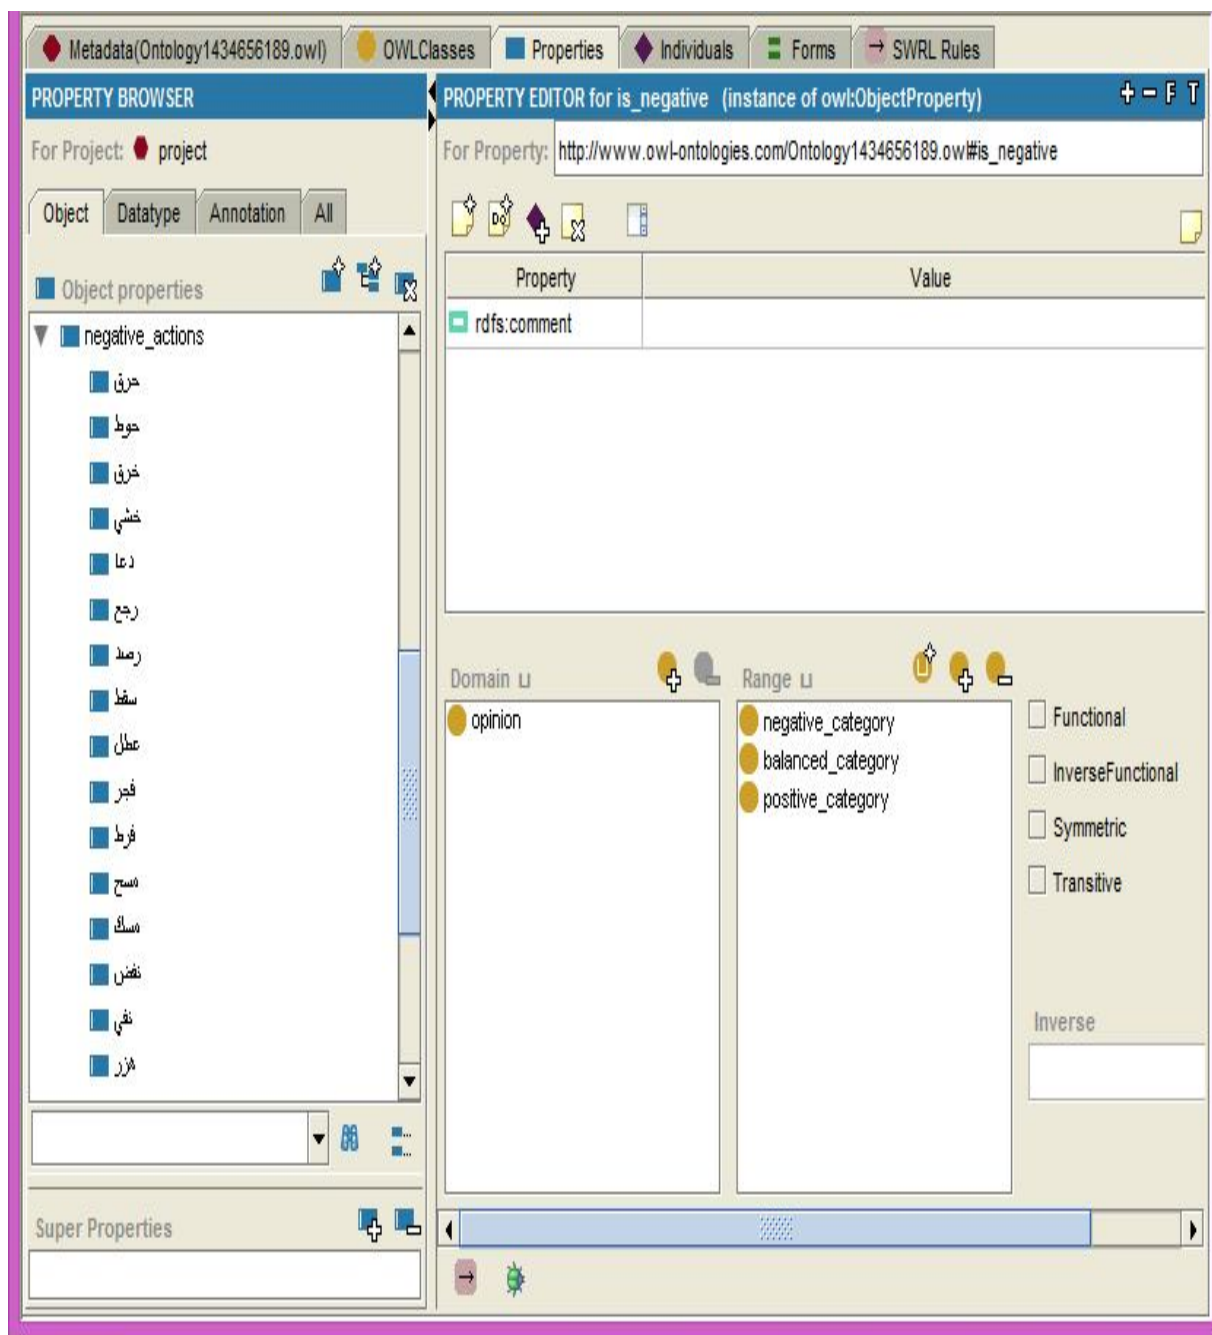 Metadata(Ontology1434656189.owl) OWLClasses Properties Individuals Forms SWRL Rules
PROPERTY BROWSER
For Project: project
Object Datatype Annotation All
Object properties
negative_actions
حرق
حوط
خرق
خشي
دعا
رجع
رصد
سقط
عطل
فجر
فرط
مسح
مسك
نفض
نفي
هزر
Super Properties
PROPERTY EDITOR for is_negative (instance of owl:ObjectProperty) F T
For Property: http://www.owl-ontologies.com/Ontology1434656189.owl#is_negative
Property Value
rdfs:comment
Domain ⊔
opinion
Range ⊔
negative_category
balanced_category
positive_category
Functional
InverseFunctional
Symmetric
Transitive
Inverse